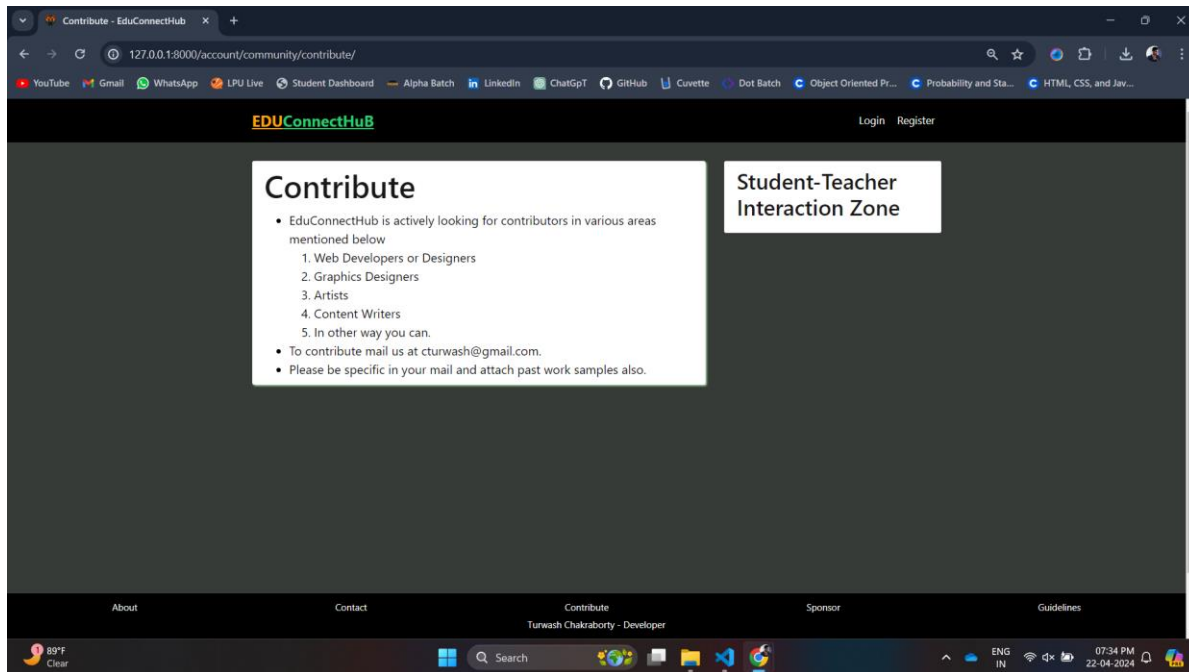 Contribute - EduConnectHub
127.0.0.1:8000/account/community/contribute/
YouTube Gmail WhatsApp LPU Live Student Dashboard Alpha Batch LinkedIn ChatGpT GitHub Cuvette Dot Batch Object Oriented Pr... Probability and Sta... HTML, CSS, and Jav...
EDUConnectHuB Login Register
Contribute
• EduConnectHub is actively looking for contributors in various areas
mentioned below
1. Web Developers or Designers
2. Graphics Designers
3. Artists
4. Content Writers
5. In other way you can.
• To contribute mail us at cturwash@gmail.com.
• Please be specific in your mail and attach past work samples also.
Student-Teacher
Interaction Zone
About Contact Contribute Sponsor Guidelines
Turwash Chakraborty - Developer
1
89°F
Clear
Search
ENG
IN
07:34 PM
22-04-2024